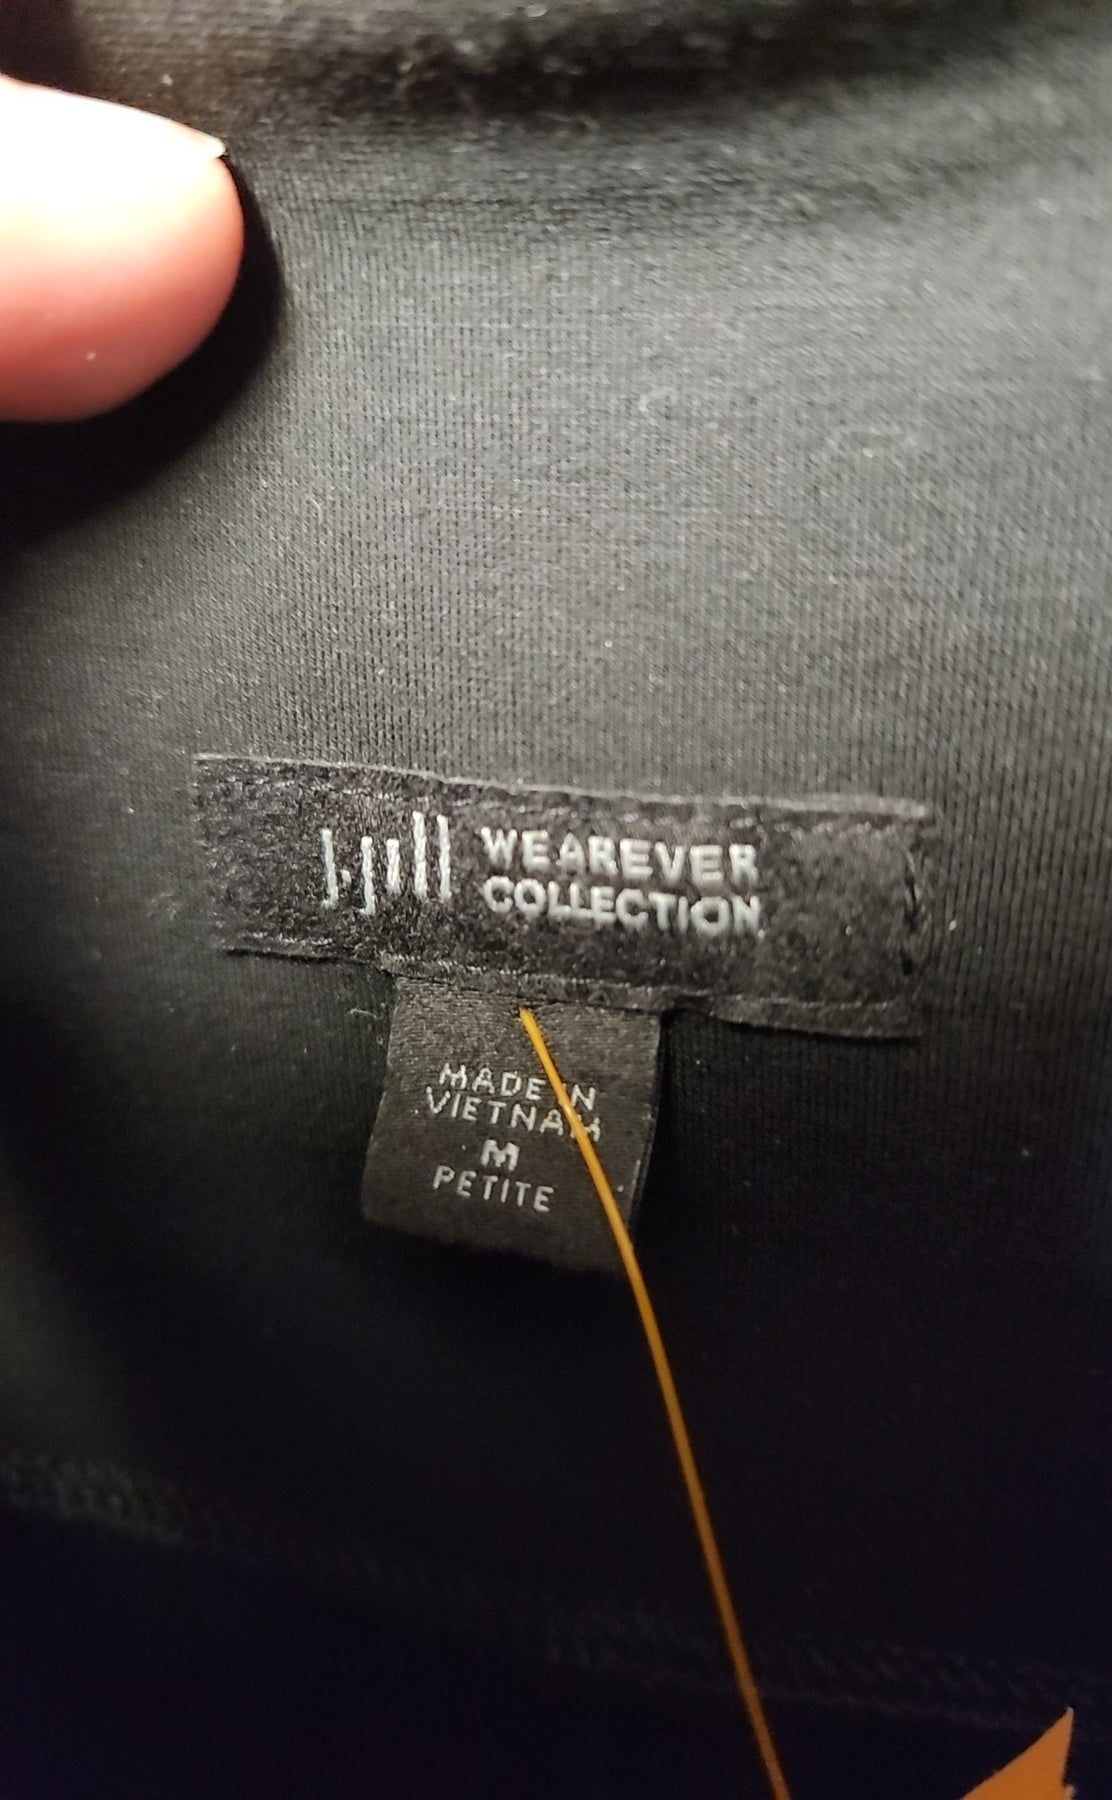 J.Jill WEAREVER
COLLECTION
MADE IN
VIETNAM
M
PETITE